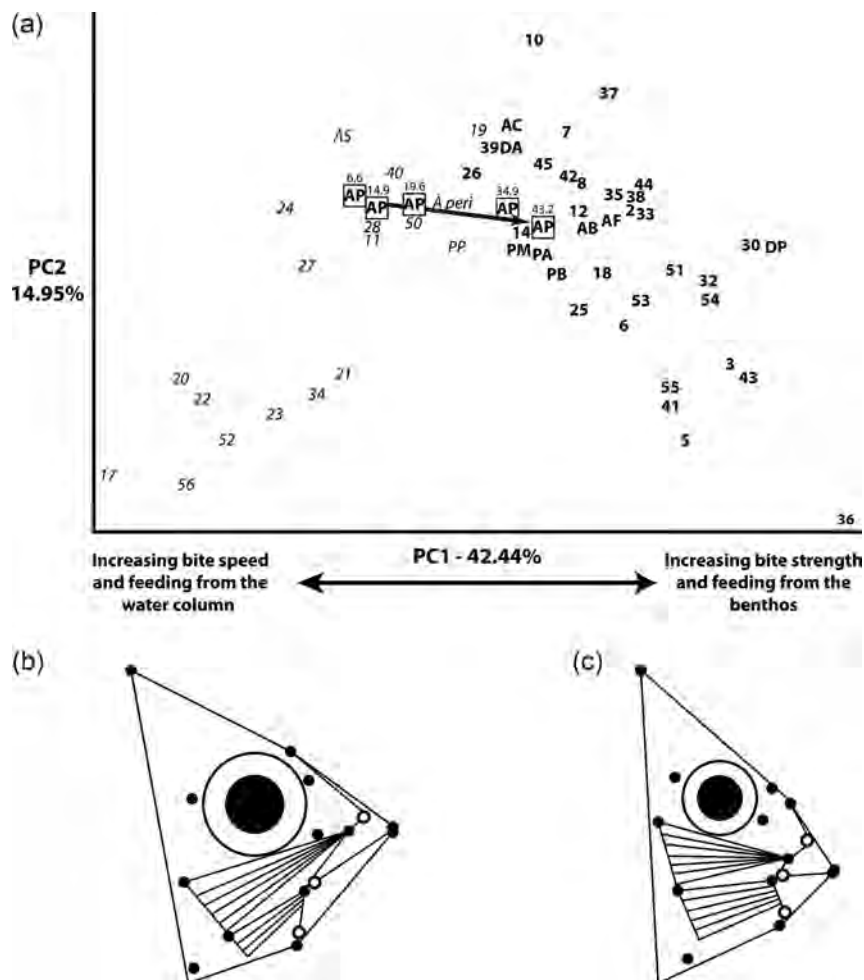 (a)
10
37
19 AC 7
39DA
26 45 42 8 44
35 38
AS 40
6.6 14.9 19.6 34.9 43.2
AP AP AP AP AP
24 28 50 12 2 33
11 14 AB AF
PP PM PA
27 PB 18 51 30 DP
32
25 53 54
6
PC2
14.95%
20 21 3 43
22 34 55
23 41
52 5
17 56
36
Increasing bite speed
and feeding from the
water column
PC1 - 42.44%
Increasing bite strength
and feeding from the
benthos
(b) (c)